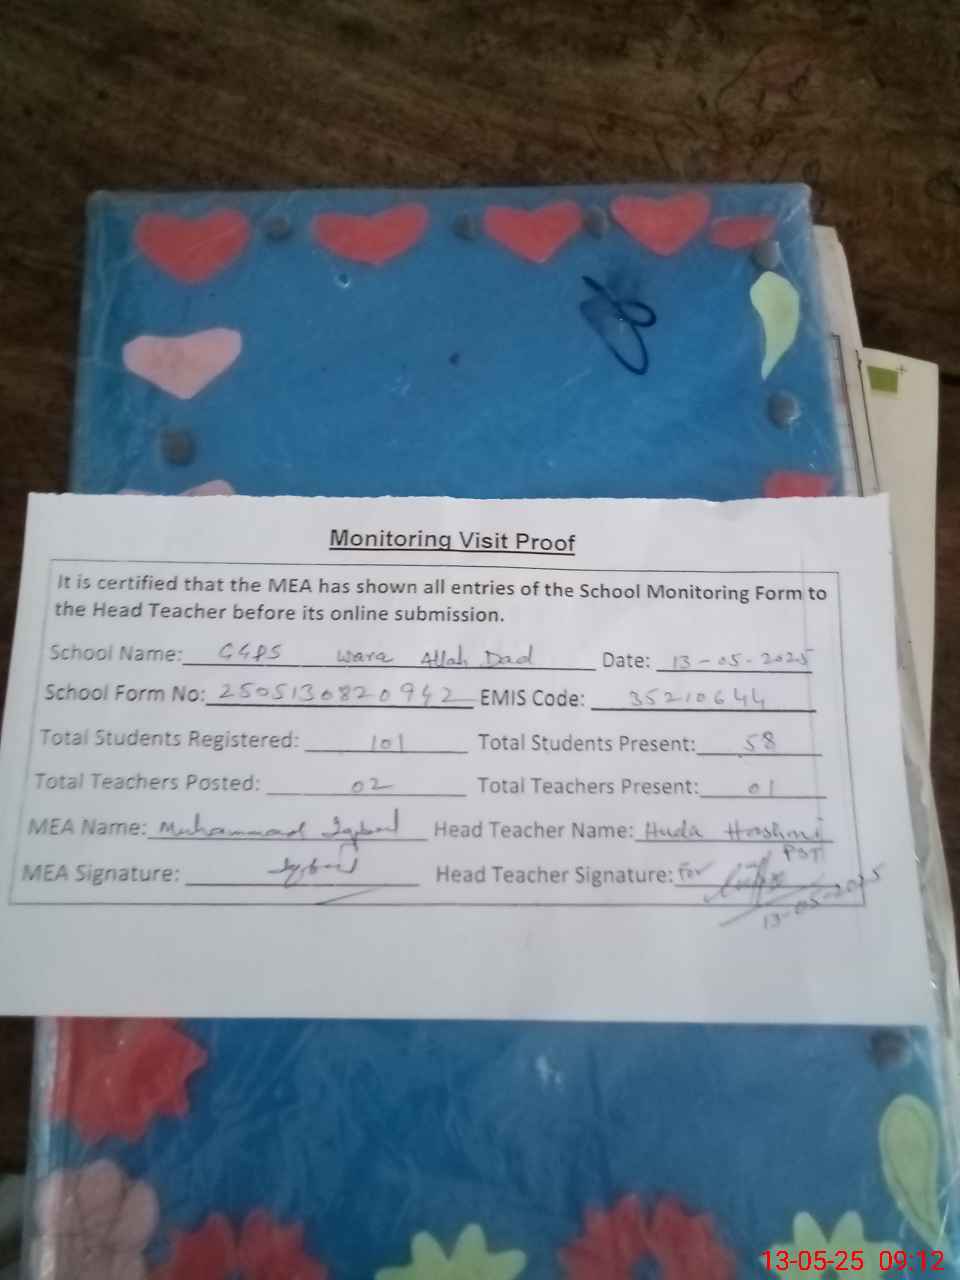 Monitoring Visit Proof
It is certified that the MEA has shown all entries of the School Monitoring Form to
the Head Teacher before its online submission.
School Name: GGPS Wara Allah Dad Date: 13-05-2025
School Form No: 2505130820942 EMIS Code: 35210644
Total Students Registered: 101 Total Students Present: 58
Total Teachers Posted: 02 Total Teachers Present: 01
MEA Name: Muhammad Iqbal Head Teacher Name: Huda Hashmi
PST
MEA Signature: Iqbal Head Teacher Signature: For
13-05-2025
13-05-25 09:12